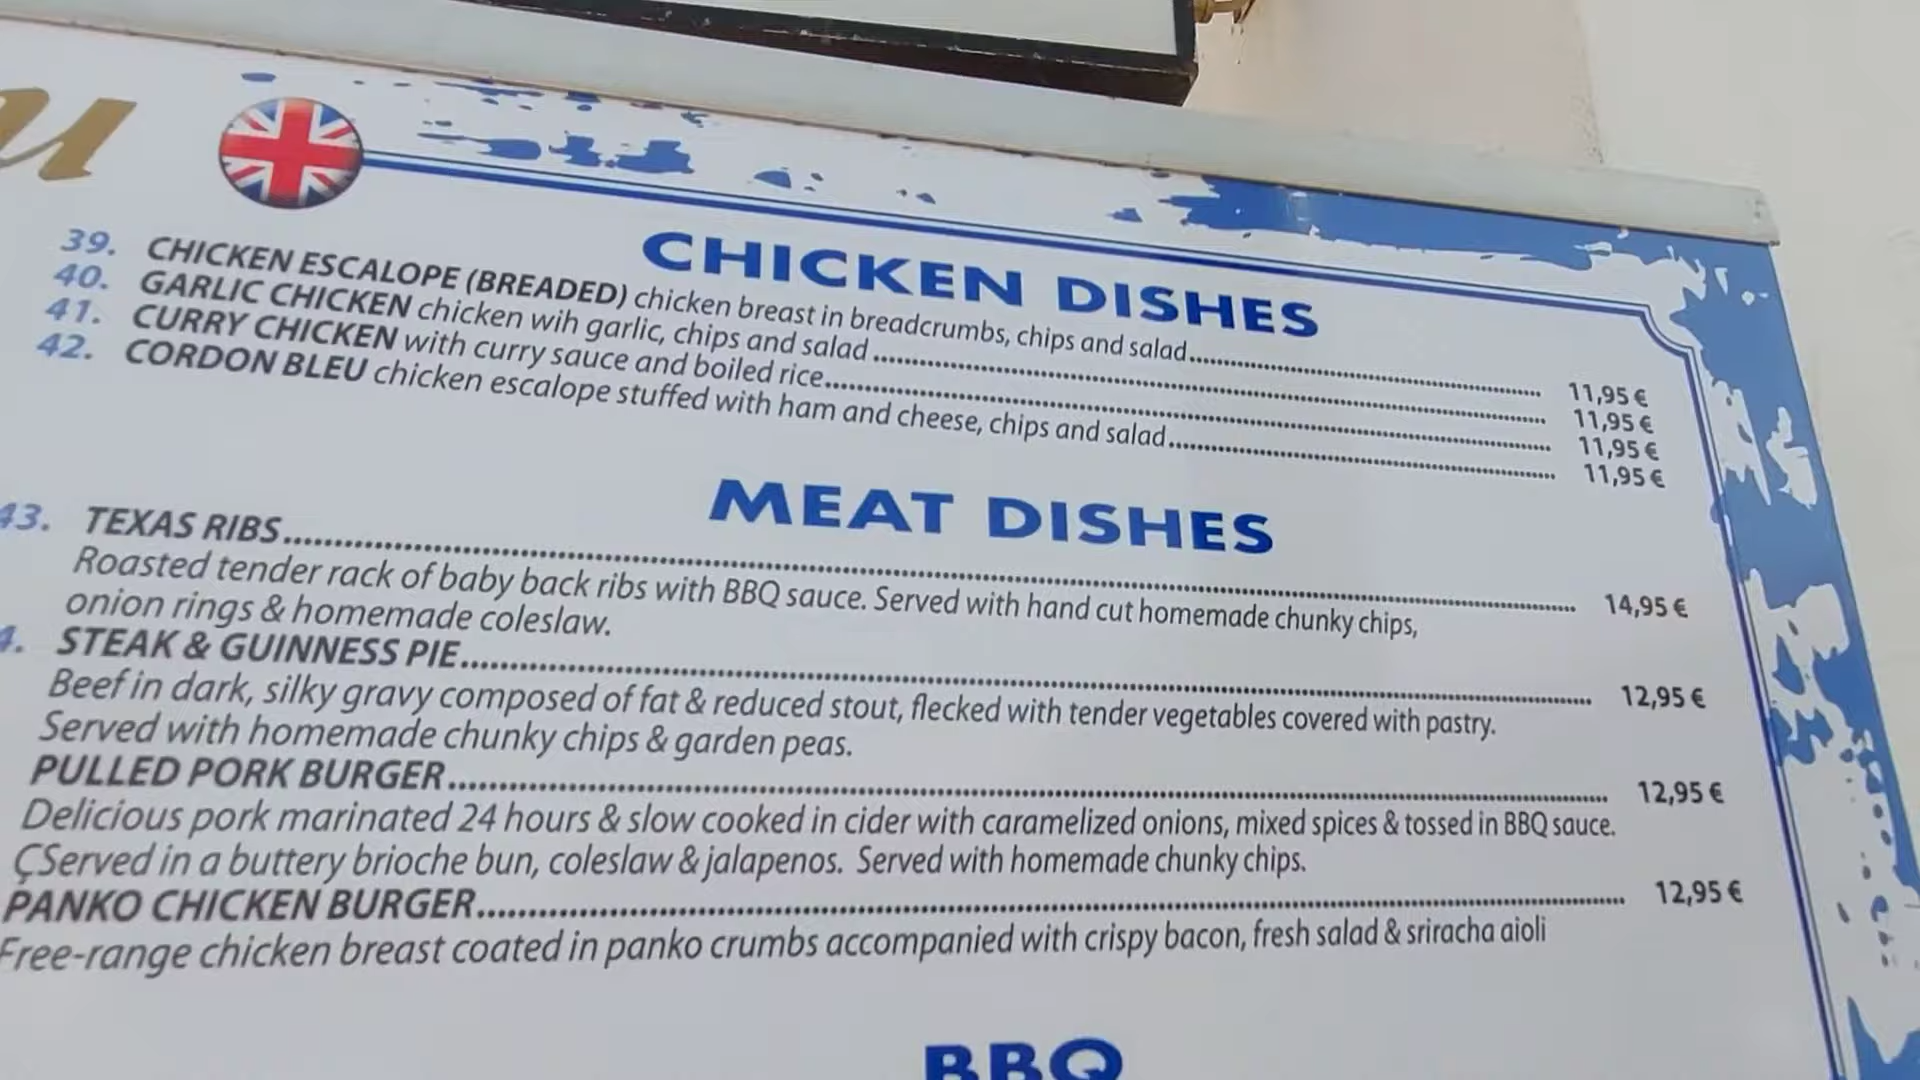 u
39. CHICKEN ESCALOPE (BREADED) chicken breast in breadcrumbs, chips and salad 11,95 €
40. GARLIC CHICKEN chicken wih garlic, chips and salad 11,95 €
41. CURRY CHICKEN with curry sauce and boiled rice 11,95 €
42. CORDON BLEU chicken escalope stuffed with ham and cheese, chips and salad 11,95 €
CHICKEN DISHES
MEAT DISHES
43. TEXAS RIBS 14,95 €
Roasted tender rack of baby back ribs with BBQ sauce. Served with hand cut homemade chunky chips,
onion rings & homemade coleslaw.
4. STEAK & GUINNESS PIE 12,95 €
Beef in dark, silky gravy composed of fat & reduced stout, flecked with tender vegetables covered with pastry.
Served with homemade chunky chips & garden peas.
PULLED PORK BURGER 12,95 €
Delicious pork marinated 24 hours & slow cooked in cider with caramelized onions, mixed spices & tossed in BBQ sauce.
ÇServed in a buttery brioche bun, coleslaw & jalapenos. Served with homemade chunky chips.
PANKO CHICKEN BURGER 12,95 €
Free-range chicken breast coated in panko crumbs accompanied with crispy bacon, fresh salad & sriracha aioli
BBQ